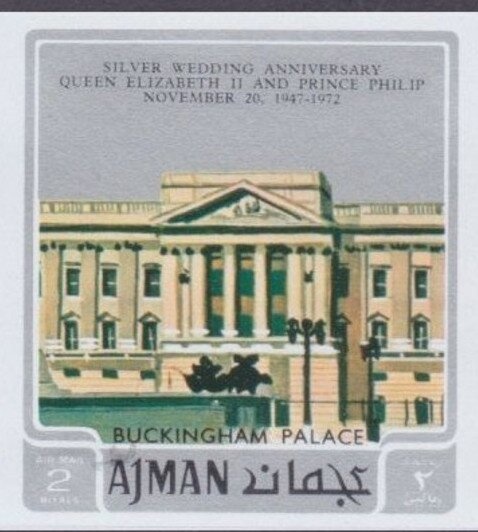 SILVER WEDDING ANNIVERSARY
QUEEN ELIZABETH II AND PRINCE PHILIP
NOVEMBER 20, 1947-1972
BUCKINGHAM PALACE
AIR MAIL
2
RIYALS
AJMAN عجمان
٢